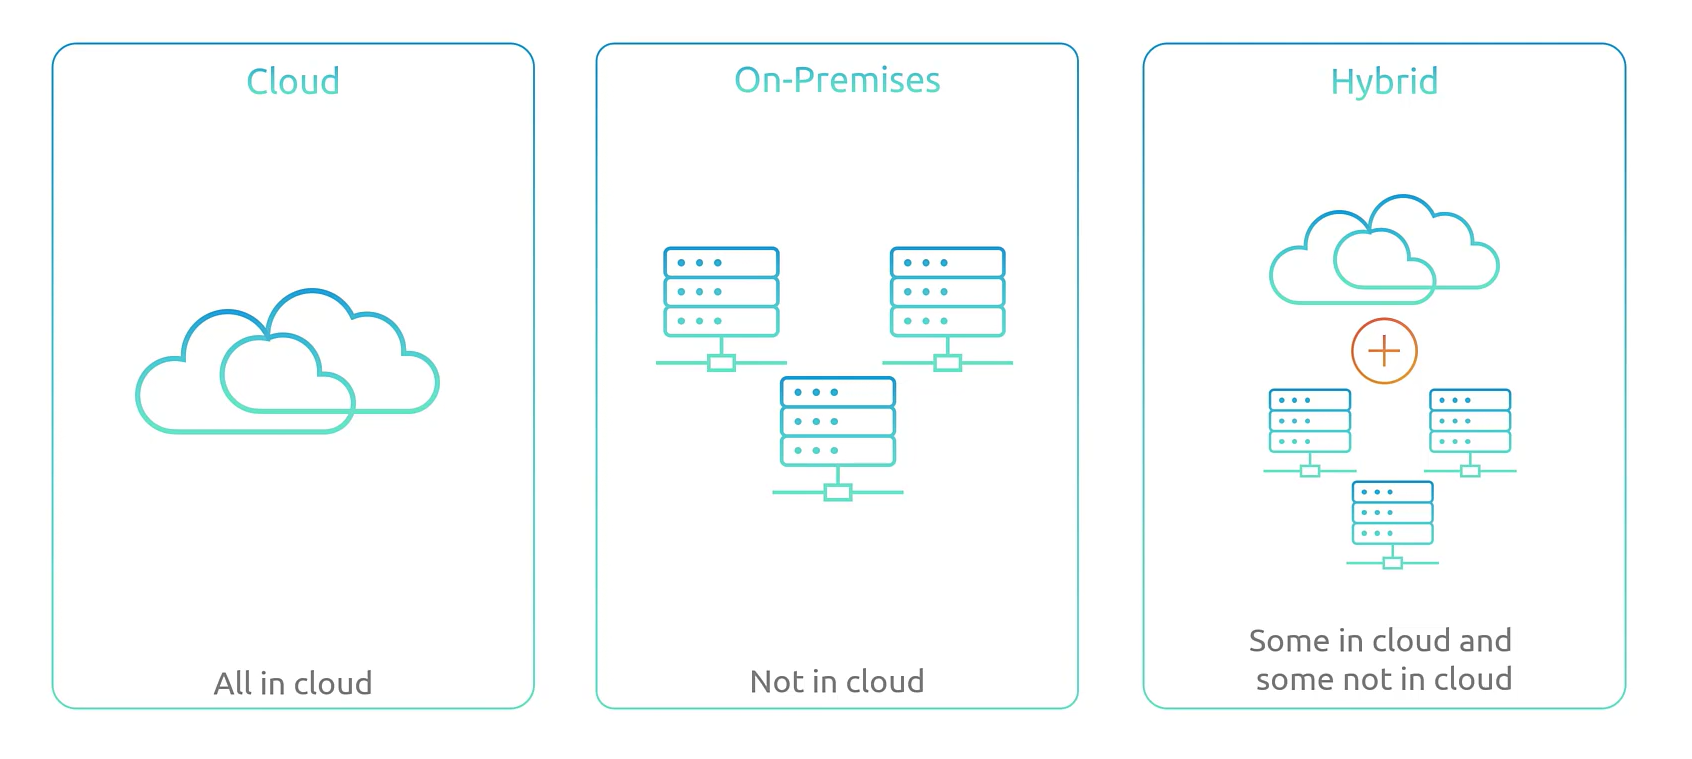 Cloud
On-Premises
Hybrid
All in cloud
Not in cloud
Some in cloud and
some not in cloud